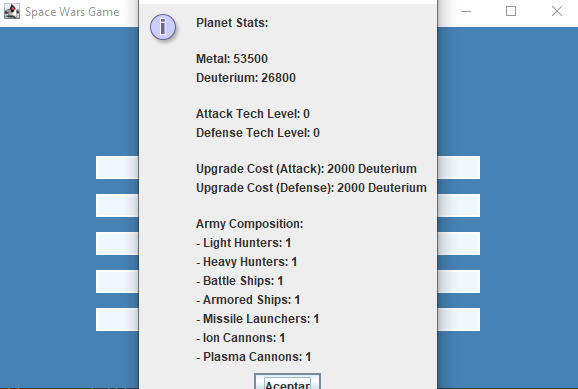 Space Wars Game
Planet Stats:
Metal: 53500
Deuterium: 26800
Attack Tech Level: 0
Defense Tech Level: 0
Upgrade Cost (Attack): 2000 Deuterium
Upgrade Cost (Defense): 2000 Deuterium
Army Composition:
- Light Hunters: 1
- Heavy Hunters: 1
- Battle Ships: 1
- Armored Ships: 1
- Missile Launchers: 1
- Ion Cannons: 1
- Plasma Cannons: 1
Aceptar